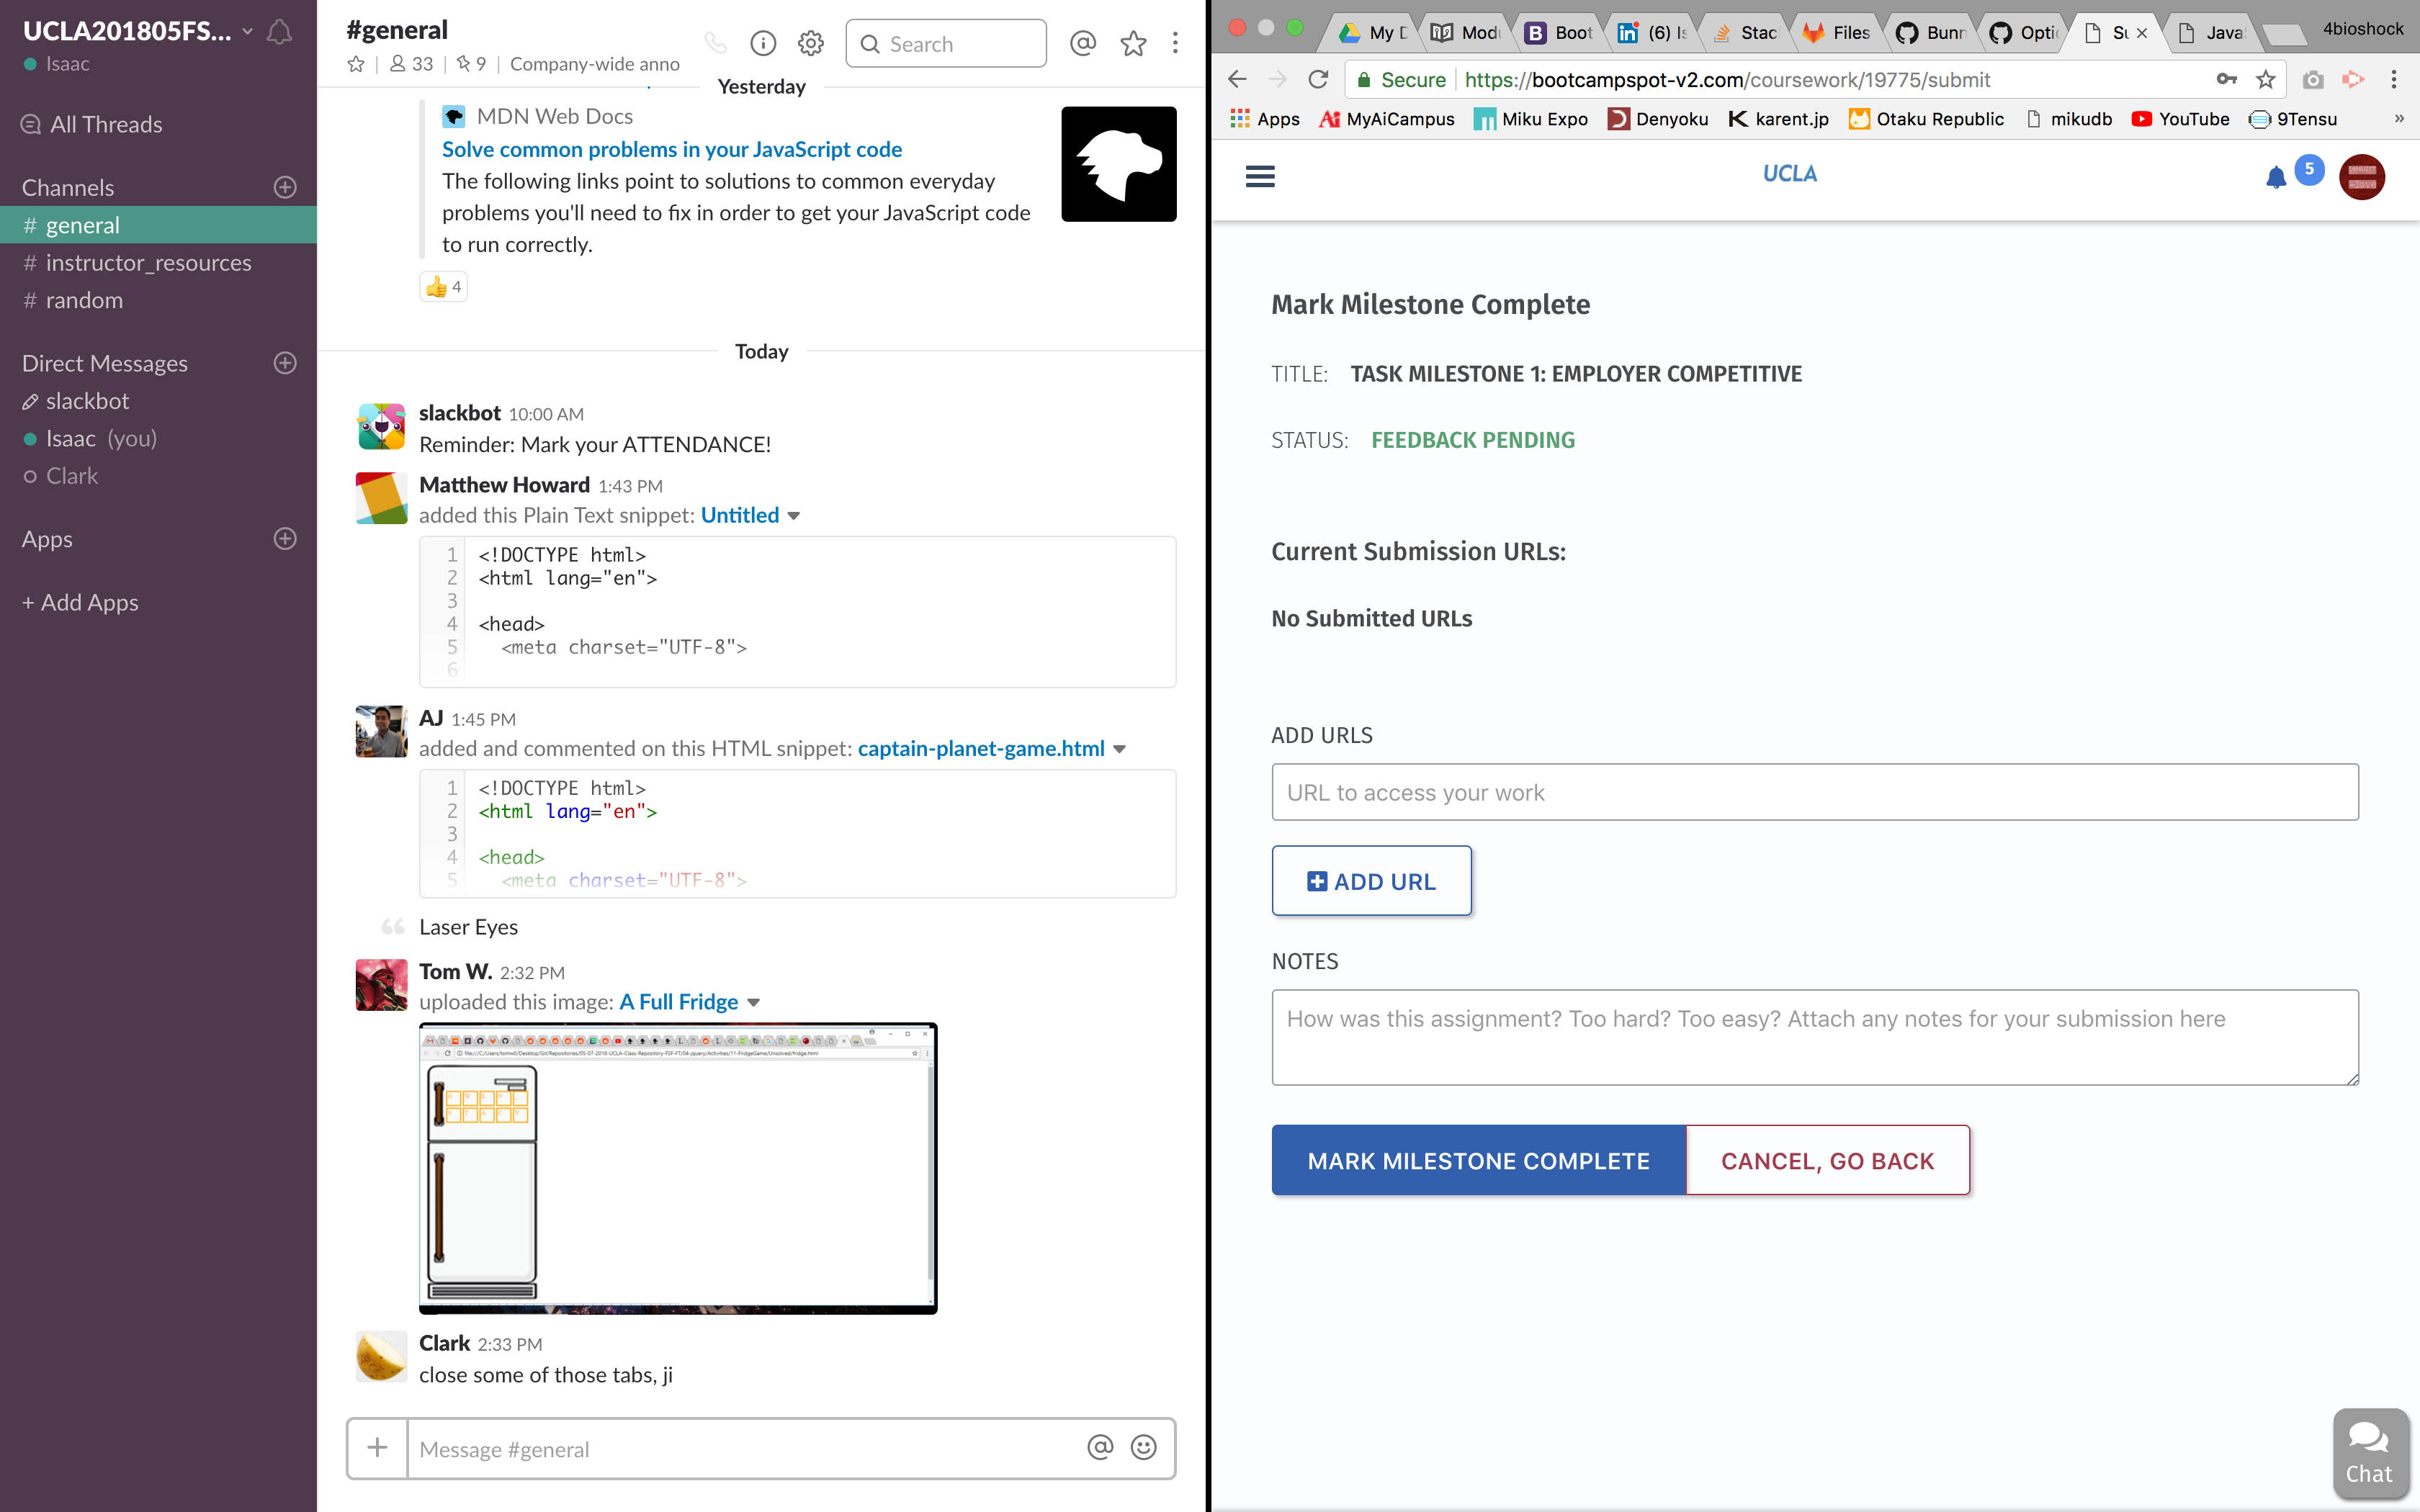 UCLA201805FS...
Isaac
All Threads
Channels
# general
# instructor_resources
# random
Direct Messages
slackbot
Isaac (you)
Clark
Apps
+ Add Apps
#general
33
9
Company-wide anno
Search
Yesterday
MDN Web Docs
Solve common problems in your JavaScript code
The following links point to solutions to common everyday
problems you'll need to fix in order to get your JavaScript code
to run correctly.
4
Today
slackbot 10:00 AM
Reminder: Mark your ATTENDANCE!
Matthew Howard 1:43 PM
added this Plain Text snippet: Untitled
1 <!DOCTYPE html>
2 <html lang="en">
3
4 <head>
5 <meta charset="UTF-8">
6
AJ 1:45 PM
added and commented on this HTML snippet: captain-planet-game.html
1 <!DOCTYPE html>
2 <html lang="en">
3
4 <head>
5 <meta charset="UTF-8">
Laser Eyes
Tom W. 2:32 PM
uploaded this image: A Full Fridge
Clark 2:33 PM
close some of those tabs, ji
Message #general
My D
Modu
Boot
(6) Is
Stac
Files
Bunn
Optic
Su
Java
4bioshock
Secure https://bootcampspot-v2.com/coursework/19775/submit
Apps
MyAiCampus
Miku Expo
Denyoku
karent.jp
Otaku Republic
mikudb
YouTube
9Tensu
»
UCLA
5
Mark Milestone Complete
TITLE: TASK MILESTONE 1: EMPLOYER COMPETITIVE
STATUS: FEEDBACK PENDING
Current Submission URLs:
No Submitted URLs
ADD URLS
URL to access your work
ADD URL
NOTES
How was this assignment? Too hard? Too easy? Attach any notes for your submission here
MARK MILESTONE COMPLETE
CANCEL, GO BACK
Chat